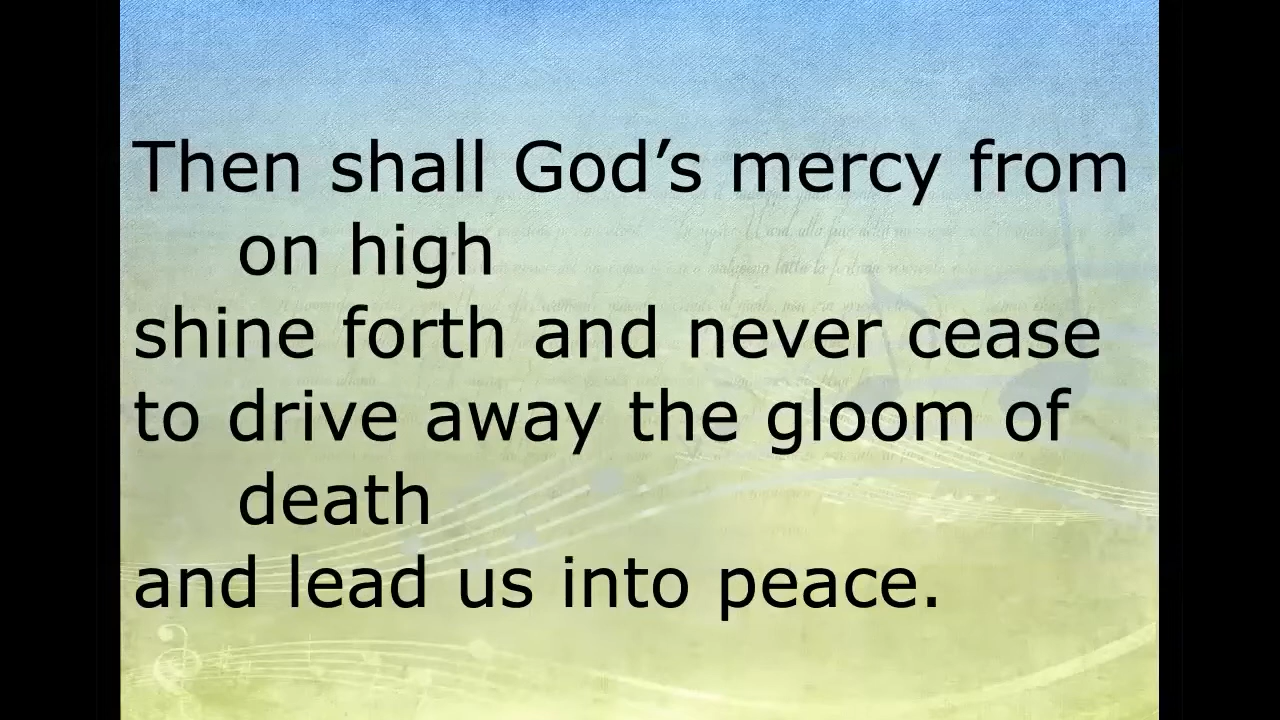 Then shall God’s mercy from
on high
shine forth and never cease
to drive away the gloom of
death
and lead us into peace.